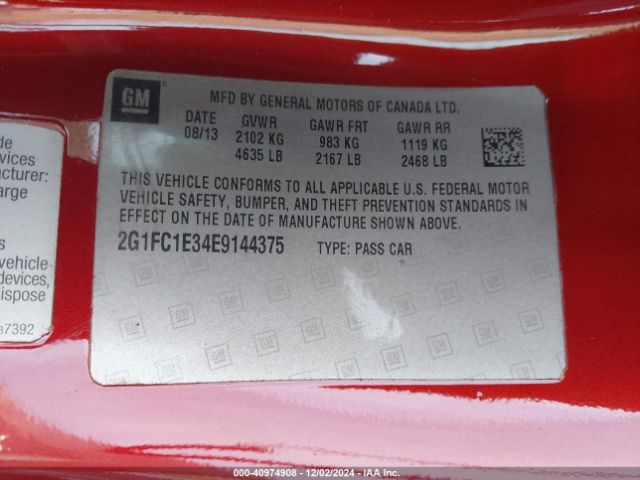 GM
MFD BY GENERAL MOTORS OF CANADA LTD.
DATE GVWR GAWR FRT GAWR RR
08/13 2102 KG 983 KG 1119 KG
4635 LB 2167 LB 2468 LB
THIS VEHICLE CONFORMS TO ALL APPLICABLE U.S. FEDERAL MOTOR
VEHICLE SAFETY, BUMPER, AND THEFT PREVENTION STANDARDS IN
EFFECT ON THE DATE OF MANUFACTURE SHOWN ABOVE.
2G1FC1E34E9144375 TYPE: PASS CAR
de
evices
nufacturer:
arge
vehicle
devices,
dispose
7392
000-40974908 - 12/02/2024 - IAA Inc.